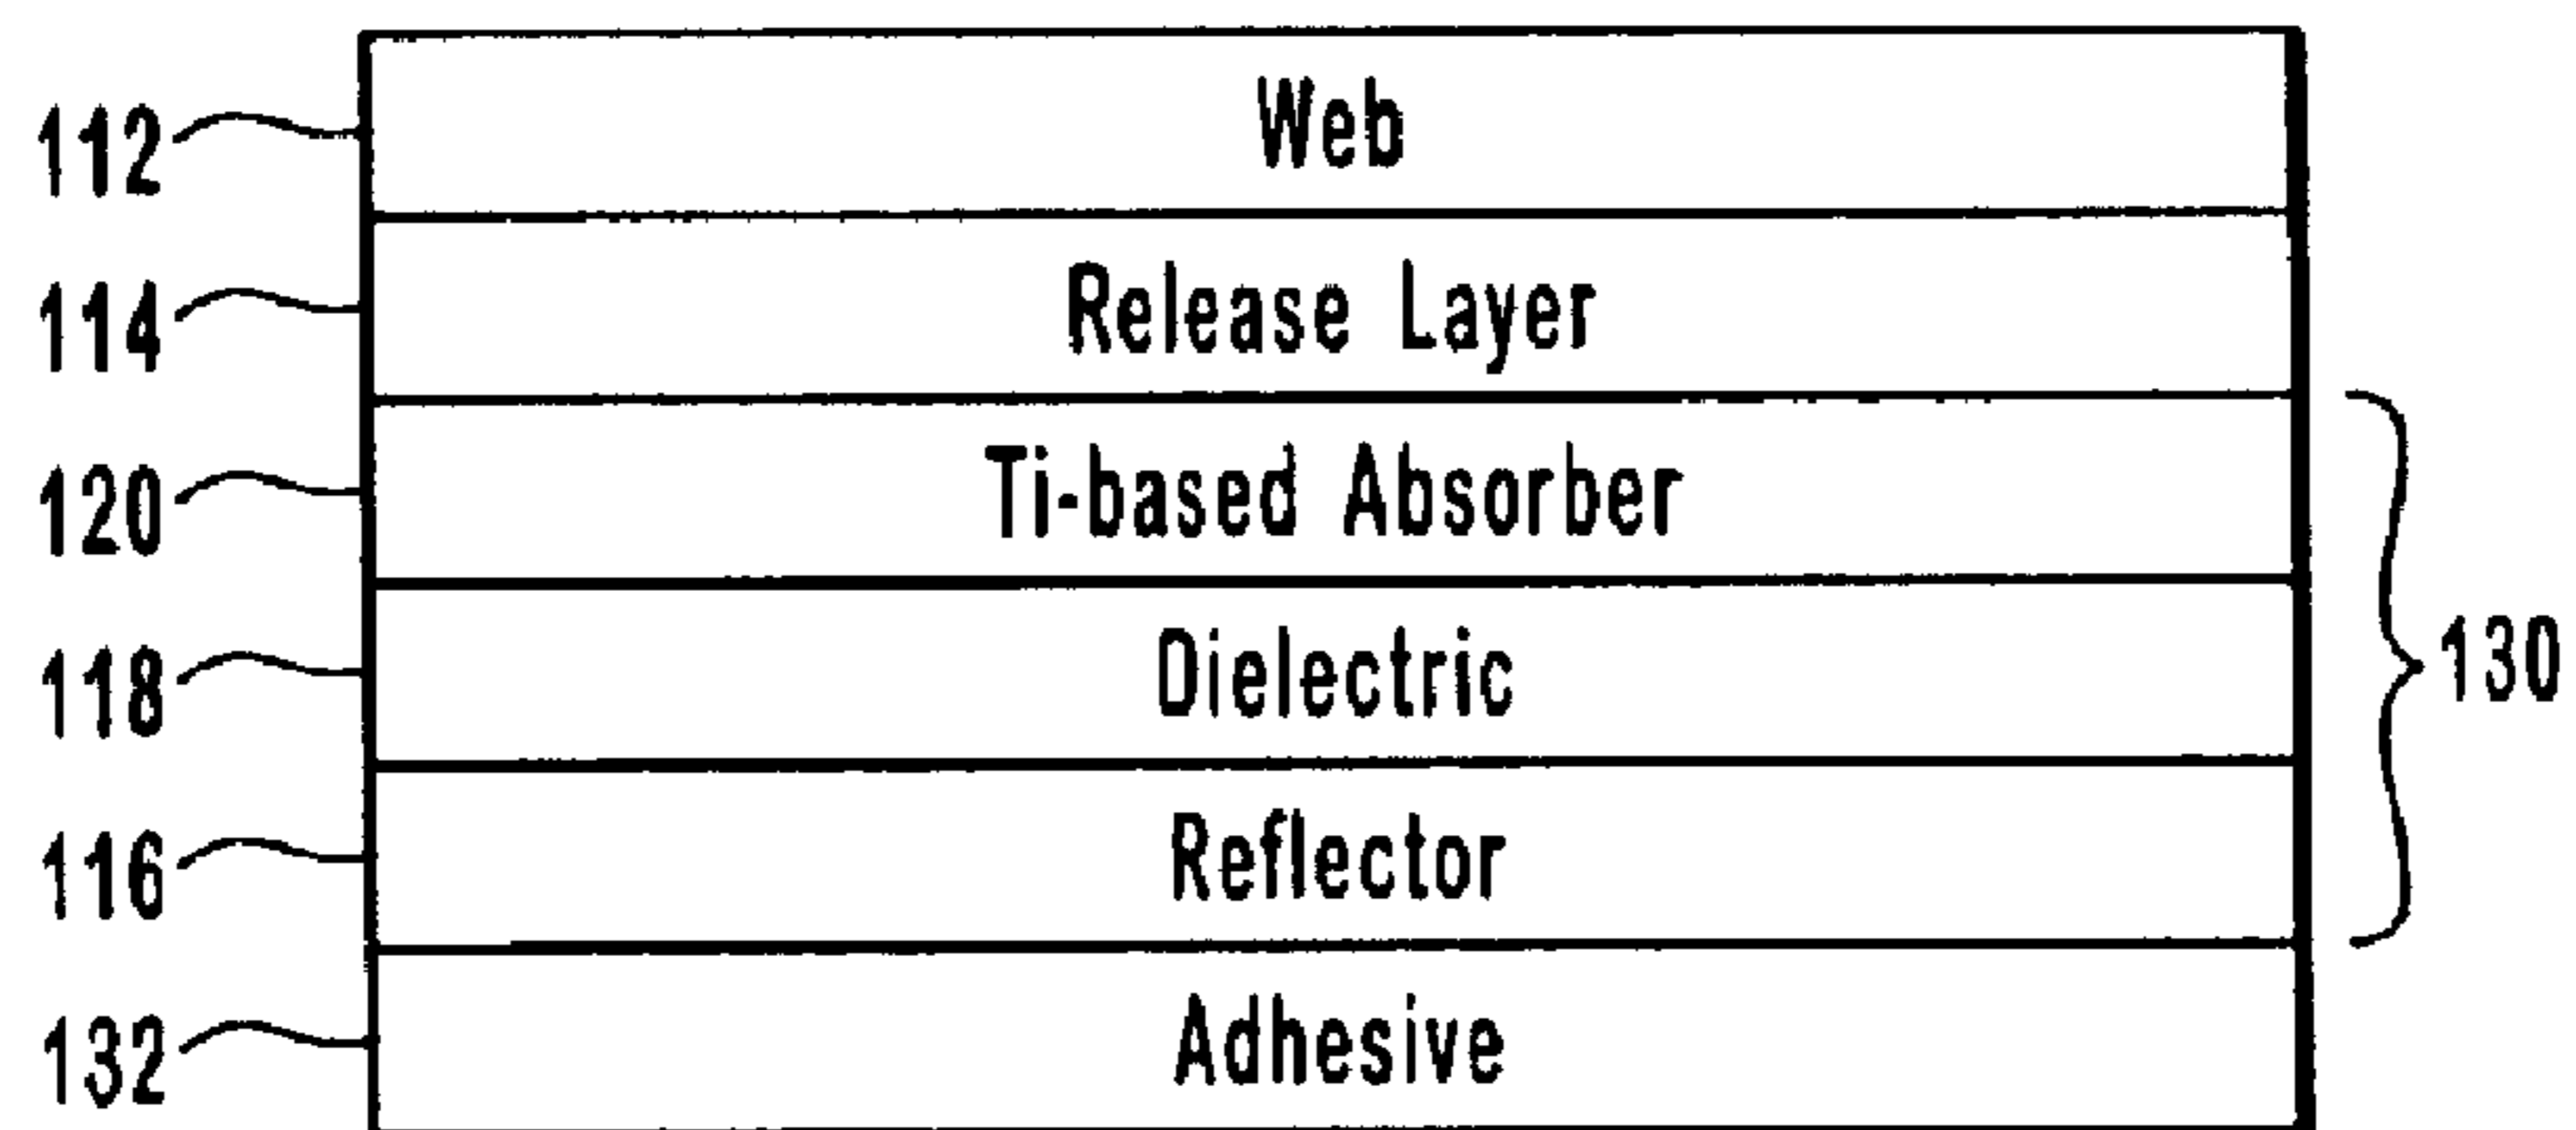 112 Web
114 Release Layer
120 Ti-based Absorber
118 Dielectric
130
116 Reflector
132 Adhesive